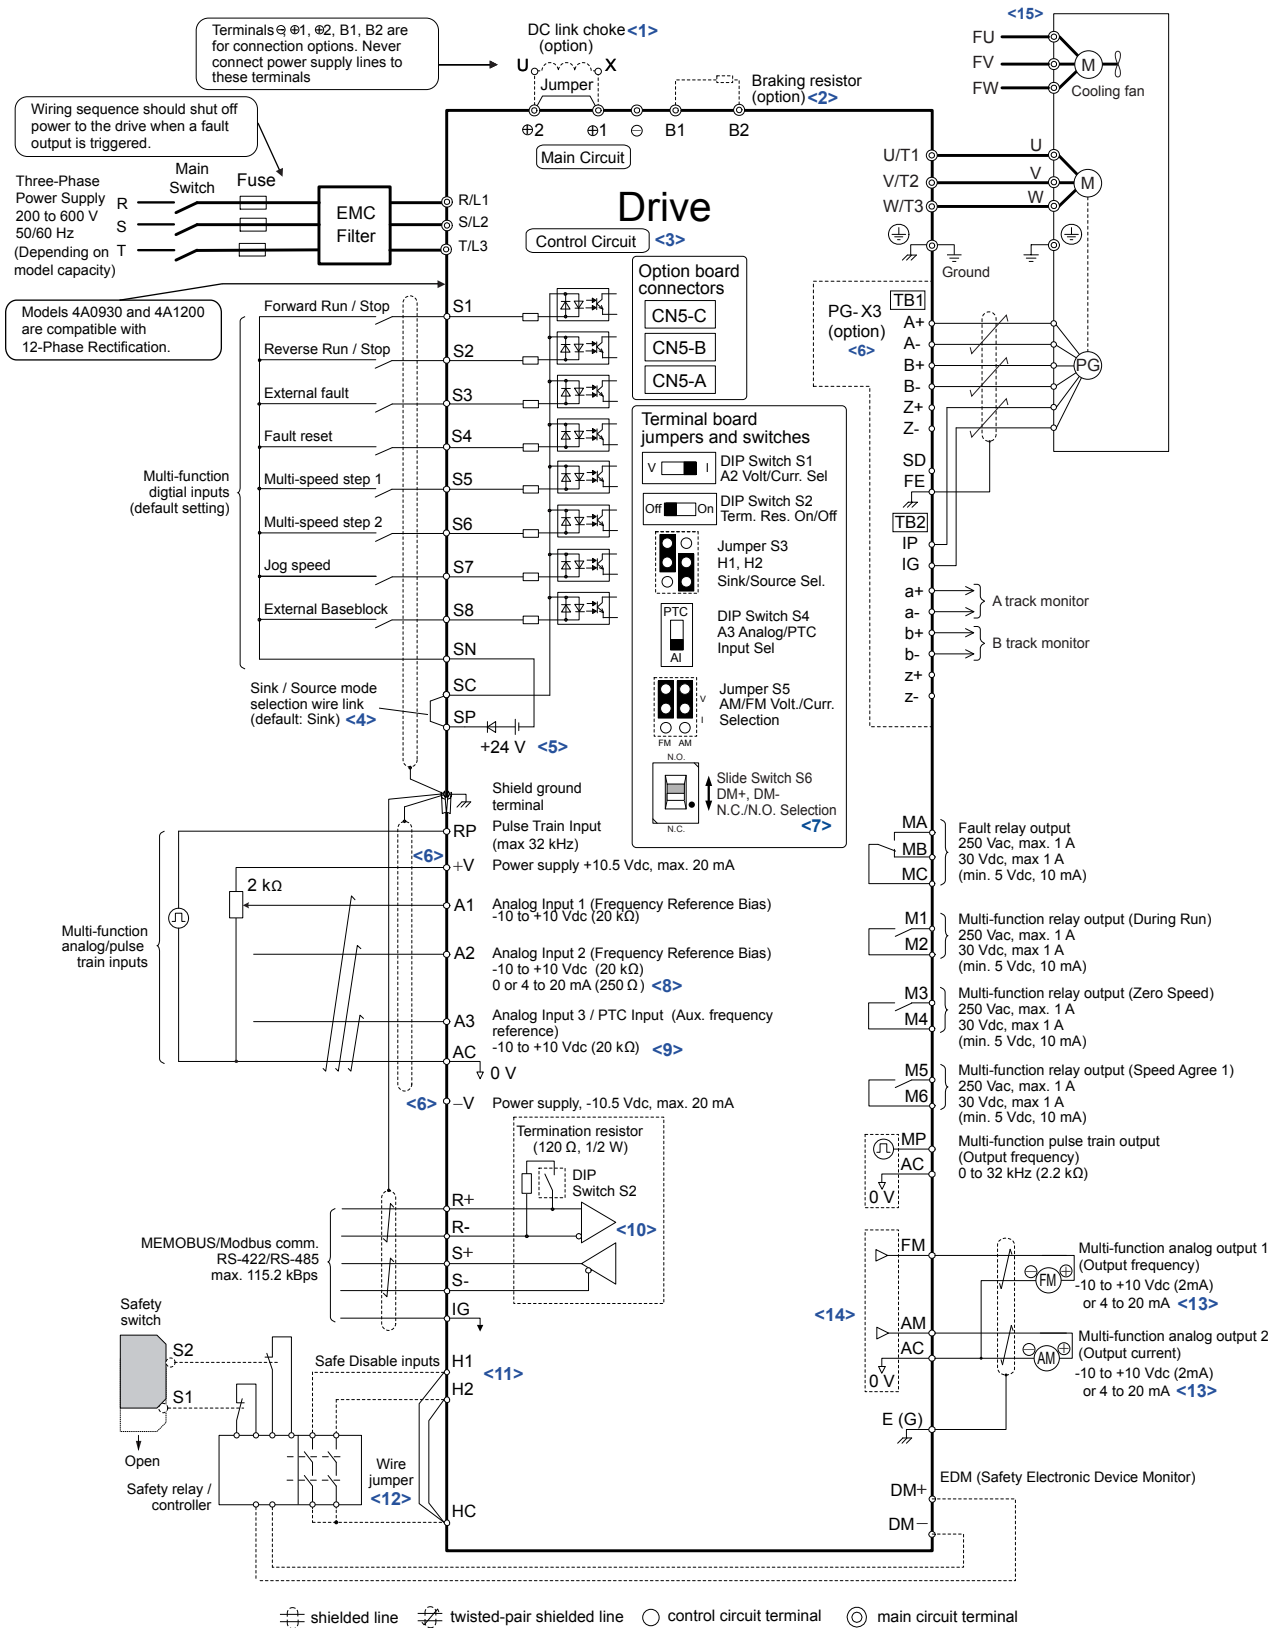 Terminals ⊖, ⊕1, ⊕2, B1, B2 are
for connection options. Never
connect power supply lines to
these terminals
DC link choke <1>
(option)
U
X
Jumper
Braking resistor
(option) <2>
⊕2
⊕1
⊖
B1
B2
Main Circuit
<15>
FU
FV
FW
M
Cooling fan
Wiring sequence should shut off
power to the drive when a fault
output is triggered.
Three-Phase
Power Supply
200 to 600 V
50/60 Hz
(Depending on
model capacity)
R
S
T
Main
Switch
Fuse
EMC
Filter
R/L1
S/L2
T/L3
Drive
Control Circuit <3>
U/T1
V/T2
W/T3
U
V
W
M
Ground
Models 4A0930 and 4A1200
are compatible with
12-Phase Rectification.
Multi-function
digtial inputs
(default setting)
Forward Run / Stop
S1
Reverse Run / Stop
S2
External fault
S3
Fault reset
S4
Multi-speed step 1
S5
Multi-speed step 2
S6
Jog speed
S7
External Baseblock
S8
SN
SC
SP
Sink / Source mode
selection wire link
(default: Sink) <4>
+24 V <5>
Option board
connectors
CN5-C
CN5-B
CN5-A
Terminal board
jumpers and switches
V
I
DIP Switch S1
A2 Volt/Curr. Sel
Off
On
DIP Switch S2
Term. Res. On/Off
Jumper S3
H1, H2
Sink/Source Sel.
PTC
AI
DIP Switch S4
A3 Analog/PTC
Input Sel
V
I
FM AM
Jumper S5
AM/FM Volt./Curr.
Selection
N.O.
N.C.
Slide Switch S6
DM+, DM-
N.C./N.O. Selection
<7>
PG-X3
(option)
<6>
TB1
A+
A-
B+
B-
Z+
Z-
SD
FE
PG
TB2
IP
IG
a+
a-
A track monitor
b+
b-
B track monitor
z+
z-
Shield ground
terminal
Multi-function
analog/pulse
train inputs
2 kΩ
RP
Pulse Train Input
(max 32 kHz)
<6>
+V
Power supply +10.5 Vdc, max. 20 mA
A1
Analog Input 1 (Frequency Reference Bias)
-10 to +10 Vdc (20 kΩ)
A2
Analog Input 2 (Frequency Reference Bias)
-10 to +10 Vdc (20 kΩ)
0 or 4 to 20 mA (250 Ω) <8>
A3
Analog Input 3 / PTC Input (Aux. frequency
reference)
-10 to +10 Vdc (20 kΩ) <9>
AC
0 V
<6>
−V
Power supply, -10.5 Vdc, max. 20 mA
MA
MB
MC
Fault relay output
250 Vac, max. 1 A
30 Vdc, max 1 A
(min. 5 Vdc, 10 mA)
M1
M2
Multi-function relay output (During Run)
250 Vac, max. 1 A
30 Vdc, max 1 A
(min. 5 Vdc, 10 mA)
M3
M4
Multi-function relay output (Zero Speed)
250 Vac, max. 1 A
30 Vdc, max 1 A
(min. 5 Vdc, 10 mA)
M5
M6
Multi-function relay output (Speed Agree 1)
250 Vac, max. 1 A
30 Vdc, max 1 A
(min. 5 Vdc, 10 mA)
MP
AC
0 V
Multi-function pulse train output
(Output frequency)
0 to 32 kHz (2.2 kΩ)
Termination resistor
(120 Ω, 1/2 W)
DIP
Switch S2
<10>
MEMOBUS/Modbus comm.
RS-422/RS-485
max. 115.2 kBps
R+
R-
S+
S-
IG
<14>
FM
FM
Multi-function analog output 1
(Output frequency)
-10 to +10 Vdc (2mA)
or 4 to 20 mA <13>
AM
AC
0 V
AM
Multi-function analog output 2
(Output current)
-10 to +10 Vdc (2mA)
or 4 to 20 mA <13>
E (G)
Safety
switch
S2
S1
Open
Safety relay /
controller
Safe Disable inputs
H1
<11>
H2
Wire
jumper
<12>
HC
EDM (Safety Electronic Device Monitor)
DM+
DM−
shielded line
twisted-pair shielded line
control circuit terminal
main circuit terminal